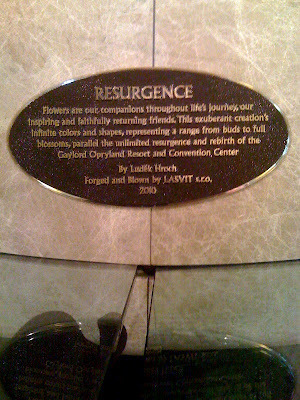 RESURGENCE
Flowers are our companions throughout life's journey, our
inspiring and faithfully returning friends. This exuberant creation's
infinite colors and shapes, representing a range from buds to full
blossoms, parallel the unlimited resurgence and rebirth of the
Gaylord Opryland Resort and Convention Center
By Luděk Hroch
Forged and Blown by LASVIT s.r.o.
2010